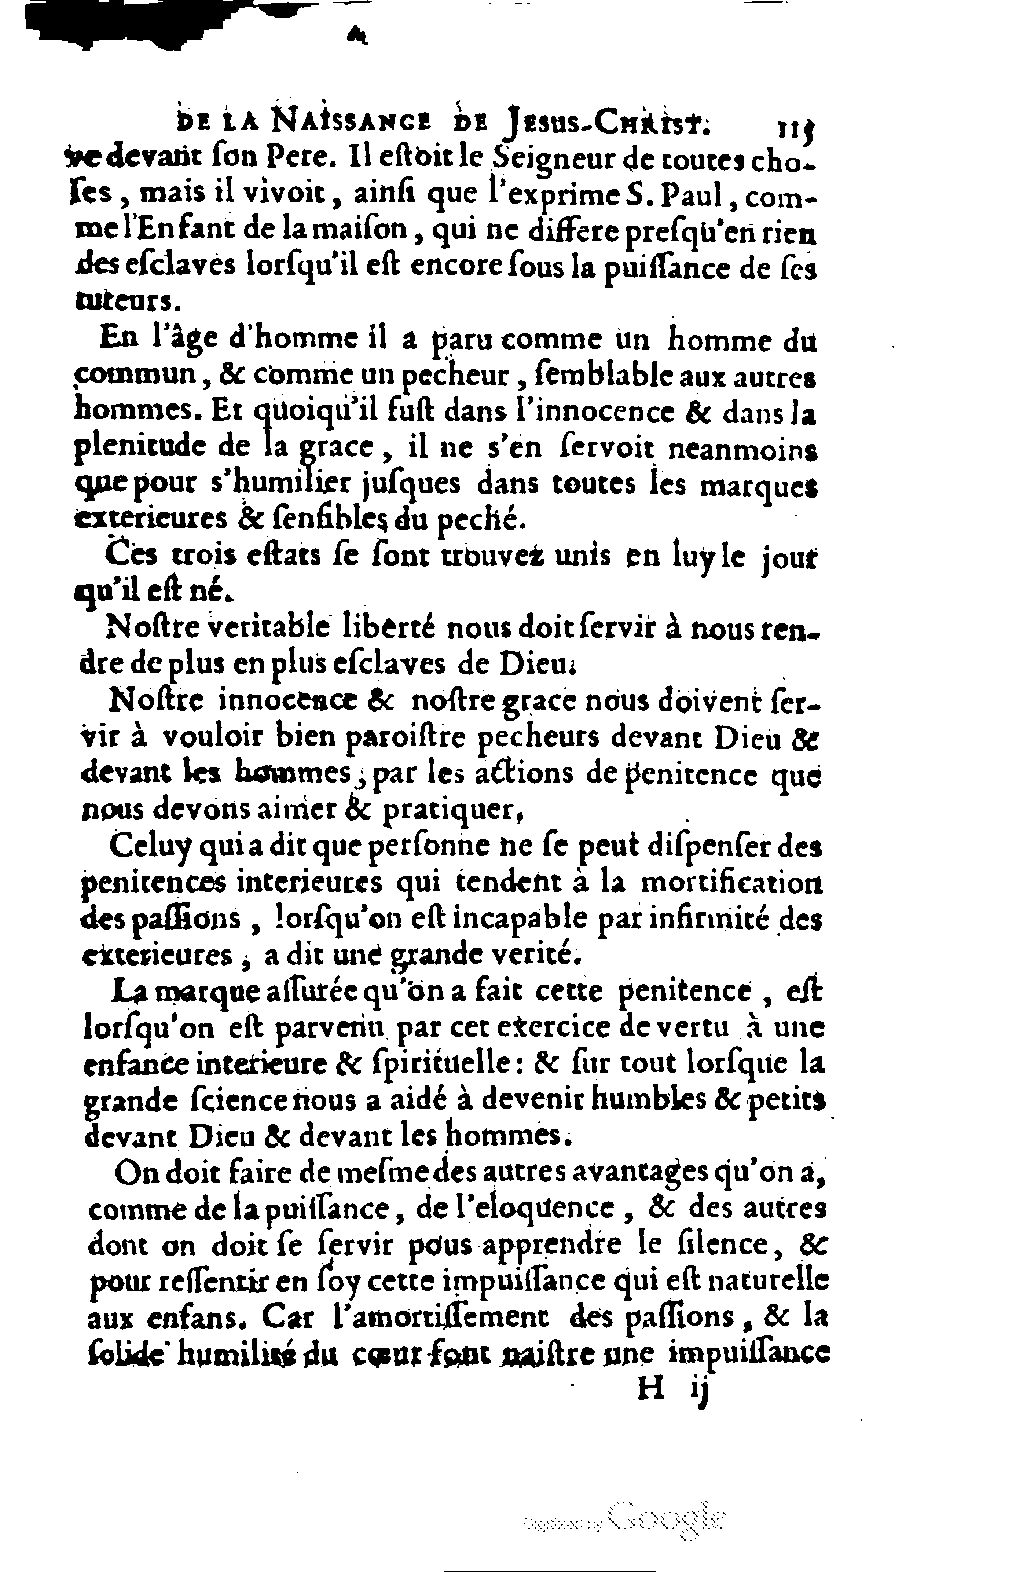 DE LA NAISSANCE DE JESUS-CHRIST. 115
ve devant ſon Pere. Il eſtoit le Seigneur de toutes cho-
ſes, mais il vivoit, ainſi que l'exprime S. Paul, com-
me l'Enfant de la maiſon, qui ne differe preſqu'en rien
des eſclaves lorſqu'il eſt encore ſous la puiſſance de ſes
tuteurs.
En l'âge d'homme il a paru comme un homme du
commun, & comme un pecheur, ſemblable aux autres
hommes. Et quoiqu'il fuſt dans l'innocence & dans la
plenitude de la grace, il ne s'en ſervoit neanmoins
que pour s'humilier juſques dans toutes les marques
exterieures & ſenſibles du peché.
Ces trois eſtats ſe ſont trouvez unis en luy le jour
qu'il eſt né.
Noſtre veritable liberté nous doit ſervir à nous ren-
dre de plus en plus eſclaves de Dieu.
Noſtre innocence & noſtre grace nous doivent ſer-
vir à vouloir bien paroiſtre pecheurs devant Dieu &
devant les hommes, par les actions de penitence que
nous devons aimer & pratiquer.
Celuy qui a dit que perſonne ne ſe peut diſpenſer des
penitences interieures qui tendent à la mortification
des paſſions, lorſqu'on eſt incapable par infirmité des
exterieures, a dit une grande verité.
La marque aſſurée qu'on a fait cette penitence, eſt
lorſqu'on eſt parvenu par cet exercice de vertu à une
enfance interieure & ſpirituelle: & ſur tout lorſque la
grande ſcience nous a aidé à devenir humbles & petits
devant Dieu & devant les hommes.
On doit faire de meſme des autres avantages qu'on a,
comme de la puiſſance, de l'eloquence, & des autres
dont on doit ſe ſervir pous apprendre le ſilence, &
pour reſſentir en ſoy cette impuiſſance qui eſt naturelle
aux enfans. Car l'amortiſſement des paſſions, & la
ſolide humilité du cœur font naiſtre une impuiſſance
H ij
Digitized by Google